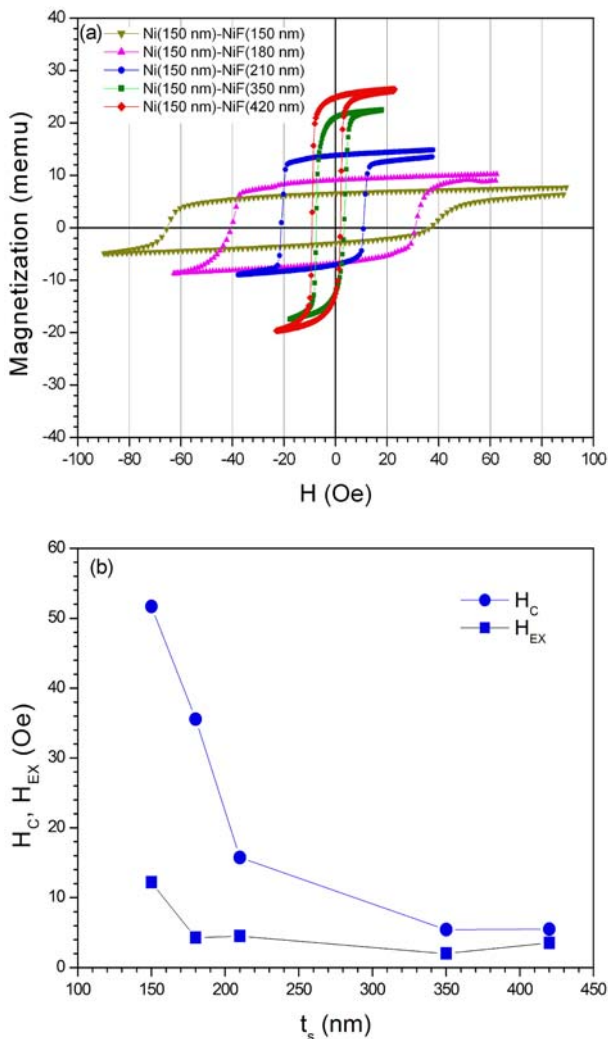 (a)
Ni(150 nm)-NiF(150 nm)
Ni(150 nm)-NiF(180 nm)
Ni(150 nm)-NiF(210 nm)
Ni(150 nm)-NiF(350 nm)
Ni(150 nm)-NiF(420 nm)
Magnetization (memu)
40
30
20
10
0
-10
-20
-30
-40
-100 -80 -60 -40 -20 0 20 40 60 80 100
H (Oe)
(b)
H_C
H_EX
H_C, H_EX (Oe)
60
50
40
30
20
10
0
100 150 200 250 300 350 400 450
t_s (nm)